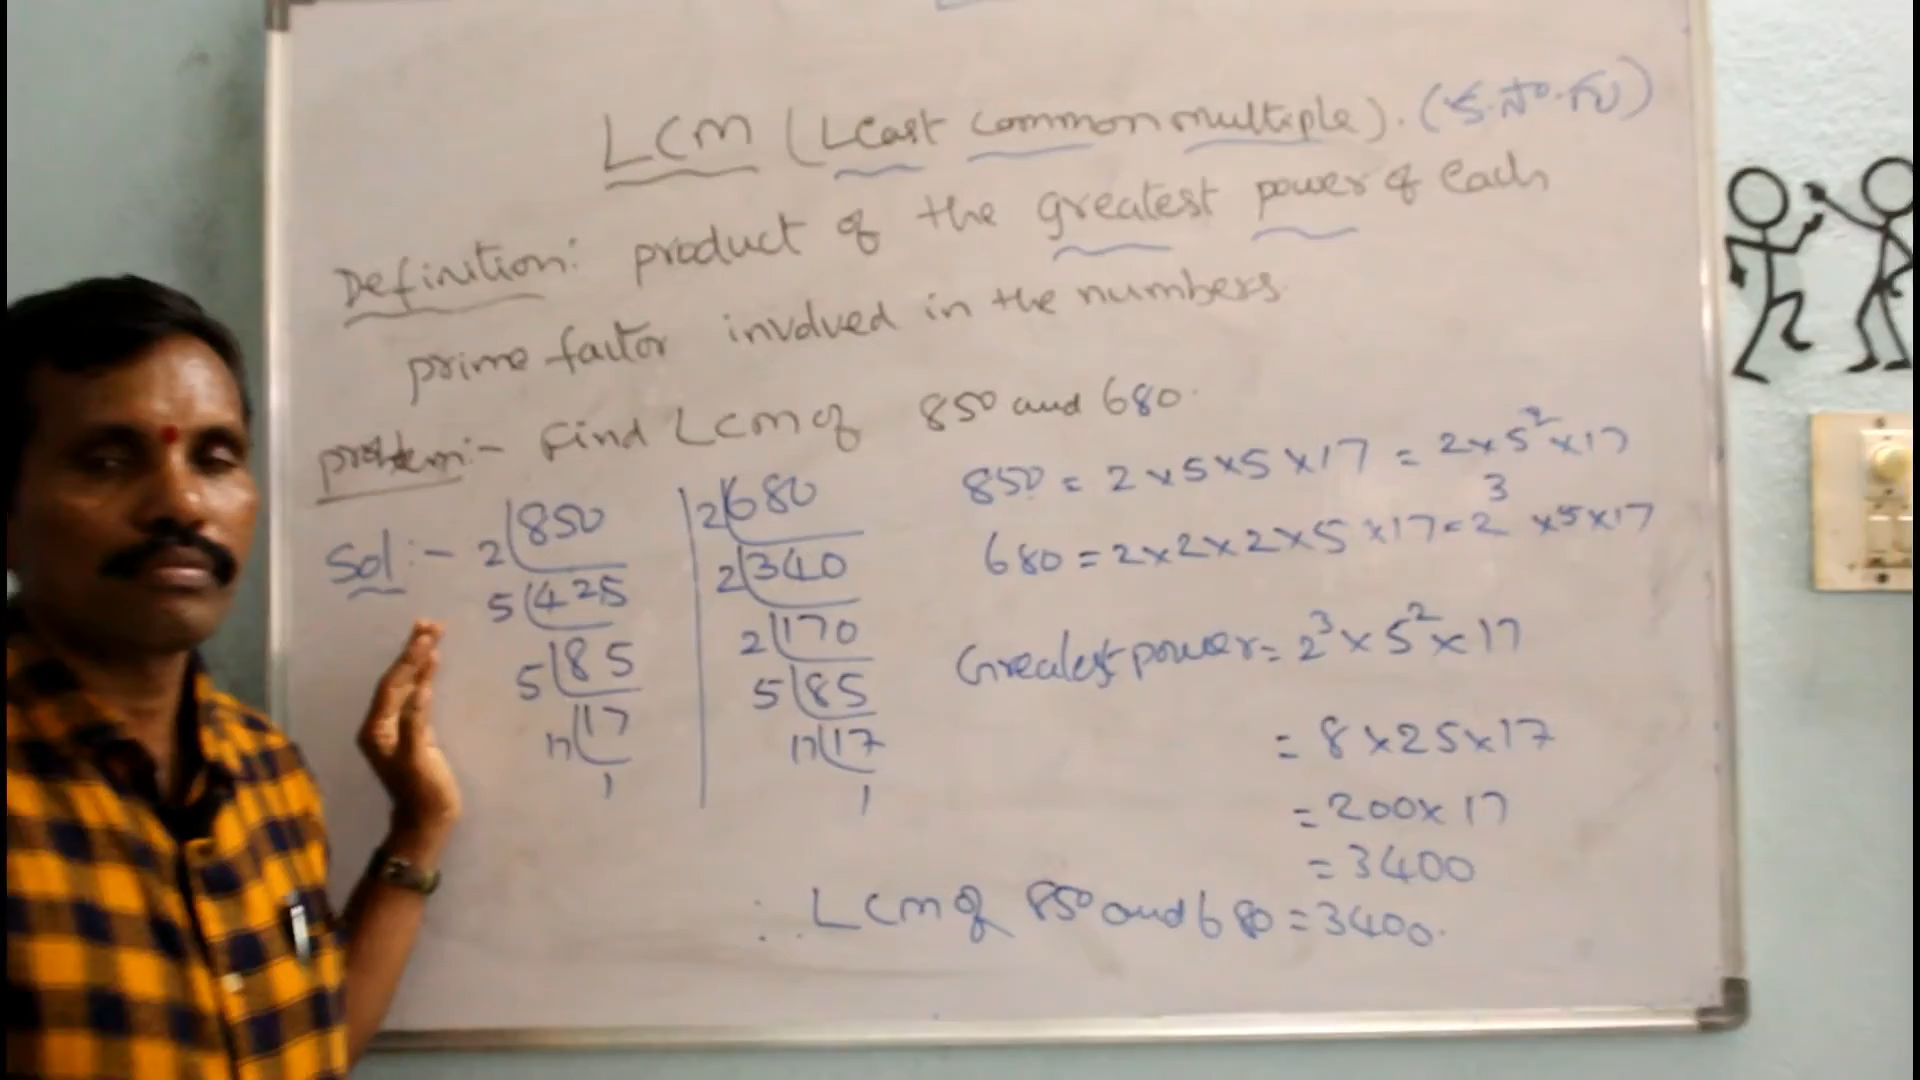 LCM (Least common multiple). (క.సా.గు)
Definition: product of the greatest power of each
prime factor involved in the numbers.
problem:- Find LCM of 850 and 680.
Sol:-
2 850
5 425
5 85
17 17
1
2 680
2 340
2 170
5 85
17 17
1
850 = 2×5×5×17 = 2×5²×17
680 = 2×2×2×5×17 = 2³×5×17
Greatest power = 2³×5²×17
= 8×25×17
= 200×17
= 3400
∴ LCM of 850 and 680 = 3400.